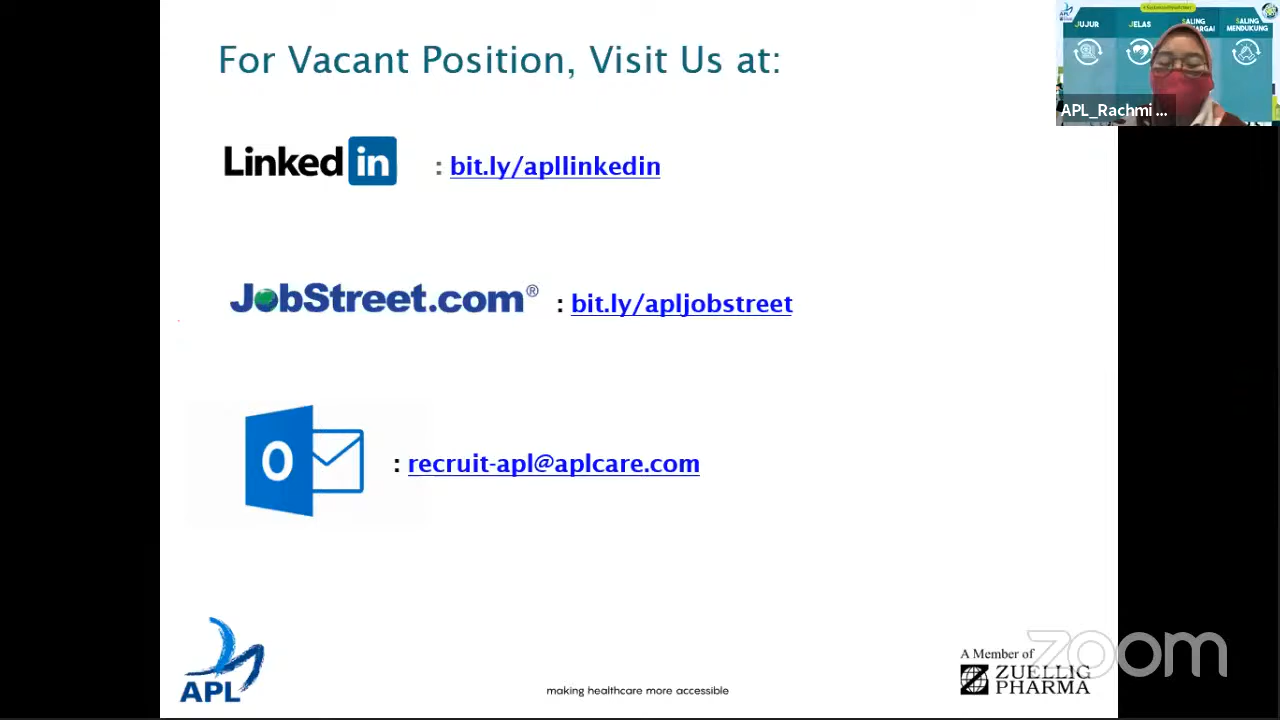 For Vacant Position, Visit Us at:
JUJUR
JELAS
SALING
SALING MENDUKUNG
APL_Rachmi ...
Linked in : bit.ly/apllinkedin
JobStreet.com® : bit.ly/apljobstreet
O : recruit-apl@aplcare.com
APL
making healthcare more accessible
A Member of
ZUELLIG
PHARMA
zoom